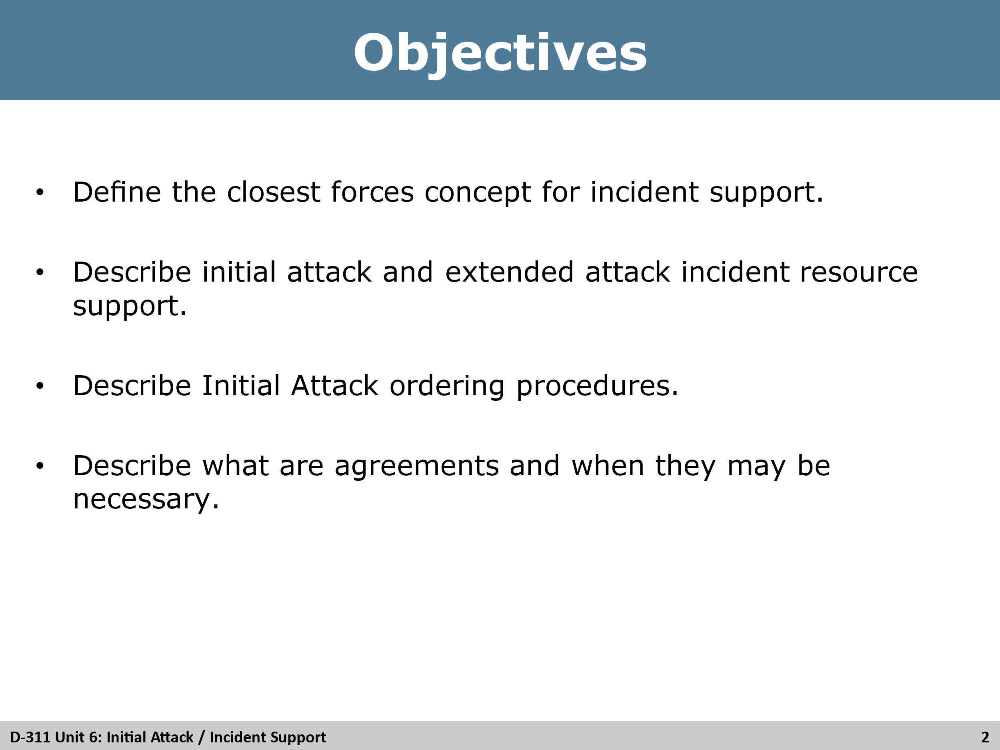 Objectives
• Define the closest forces concept for incident support.
• Describe initial attack and extended attack incident resource
support.
• Describe Initial Attack ordering procedures.
• Describe what are agreements and when they may be
necessary.
D-311 Unit 6: Initial Attack / Incident Support 2